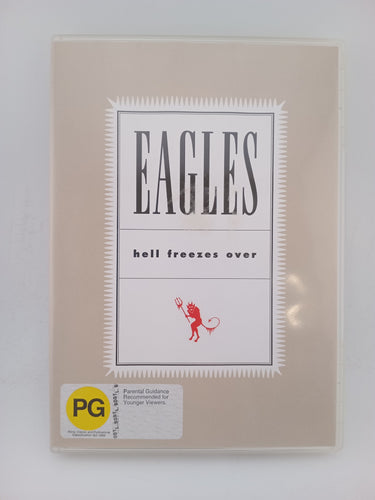 EAGLES
hell freezes over
PG
Parental Guidance
Recommended for
Younger Viewers.